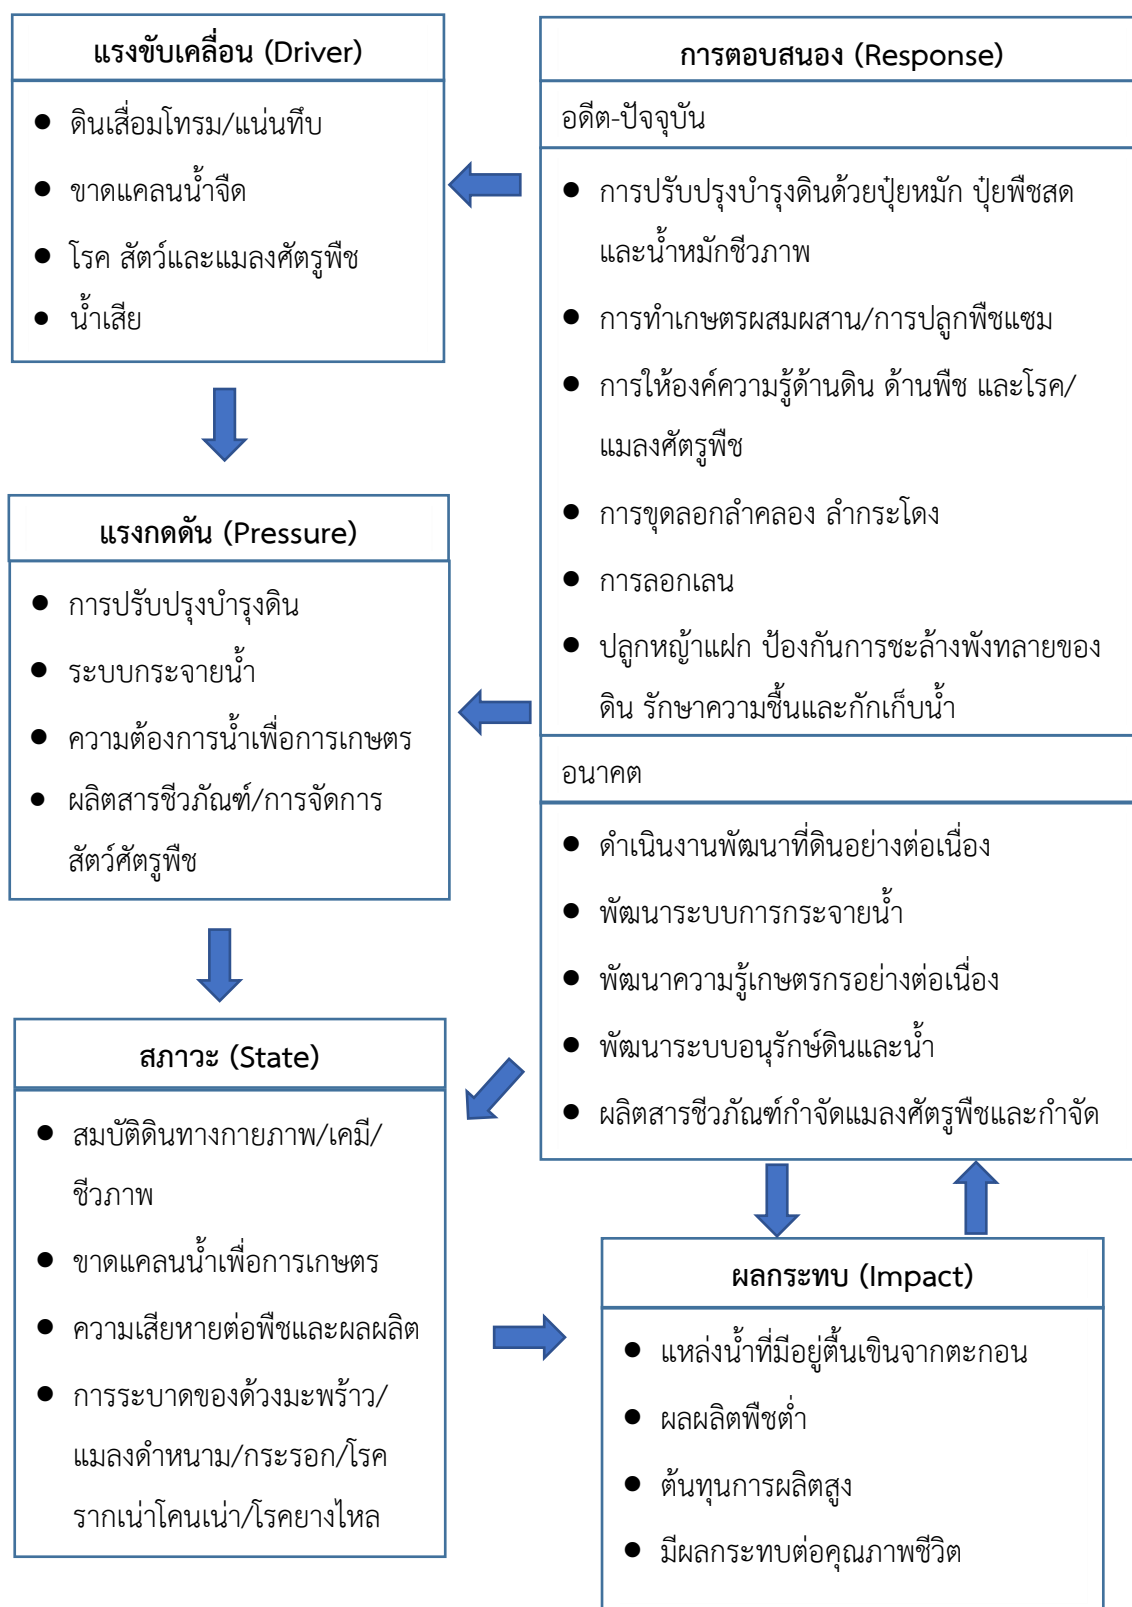 แรงขับเคลื่อน (Driver)
● ดินเสื่อมโทรม/แน่นทึบ
● ขาดแคลนน้ำจืด
● โรค สัตว์และแมลงศัตรูพืช
● น้ำเสีย
แรงกดดัน (Pressure)
● การปรับปรุงบำรุงดิน
● ระบบกระจายน้ำ
● ความต้องการน้ำเพื่อการเกษตร
● ผลิตสารชีวภัณฑ์/การจัดการ
สัตว์ศัตรูพืช
สภาวะ (State)
● สมบัติดินทางกายภาพ/เคมี/
ชีวภาพ
● ขาดแคลนน้ำเพื่อการเกษตร
● ความเสียหายต่อพืชและผลผลิต
● การระบาดของด้วงมะพร้าว/
แมลงดำหนาม/กระรอก/โรค
รากเน่าโคนเน่า/โรคยางไหล
การตอบสนอง (Response)
อดีต-ปัจจุบัน
● การปรับปรุงบำรุงดินด้วยปุ๋ยหมัก ปุ๋ยพืชสด
และน้ำหมักชีวภาพ
● การทำเกษตรผสมผสาน/การปลูกพืชแซม
● การให้องค์ความรู้ด้านดิน ด้านพืช และโรค/
แมลงศัตรูพืช
● การขุดลอกลำคลอง ลำกระโดง
● การลอกเลน
● ปลูกหญ้าแฝก ป้องกันการชะล้างพังทลายของ
ดิน รักษาความชื้นและกักเก็บน้ำ
อนาคต
● ดำเนินงานพัฒนาที่ดินอย่างต่อเนื่อง
● พัฒนาระบบการกระจายน้ำ
● พัฒนาความรู้เกษตรกรอย่างต่อเนื่อง
● พัฒนาระบบอนุรักษ์ดินและน้ำ
● ผลิตสารชีวภัณฑ์กำจัดแมลงศัตรูพืชและกำจัด
ผลกระทบ (Impact)
● แหล่งน้ำที่มีอยู่ตื้นเขินจากตะกอน
● ผลผลิตพืชต่ำ
● ต้นทุนการผลิตสูง
● มีผลกระทบต่อคุณภาพชีวิต